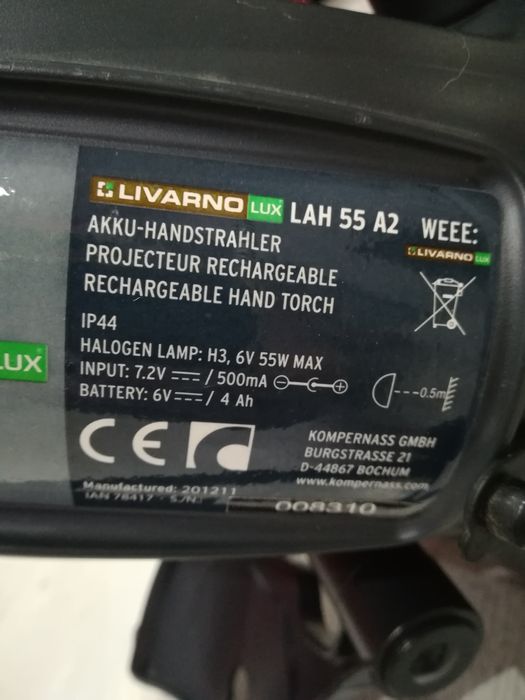 LIVARNO LUX LAH 55 A2 WEEE:
LIVARNO LUX
AKKU-HANDSTRAHLER
PROJECTEUR RECHARGEABLE
RECHARGEABLE HAND TORCH
IP44
HALOGEN LAMP: H3, 6V 55W MAX
INPUT: 7.2V / 500mA
BATTERY: 6V / 4 Ah
0.5m
LUX
CE
KOMPERNASS GMBH
BURGSTRASSE 21
D-44867 BOCHUM
www.kompernass.com
Manufactured: 201211
IAN 78417 - S/N:
008310